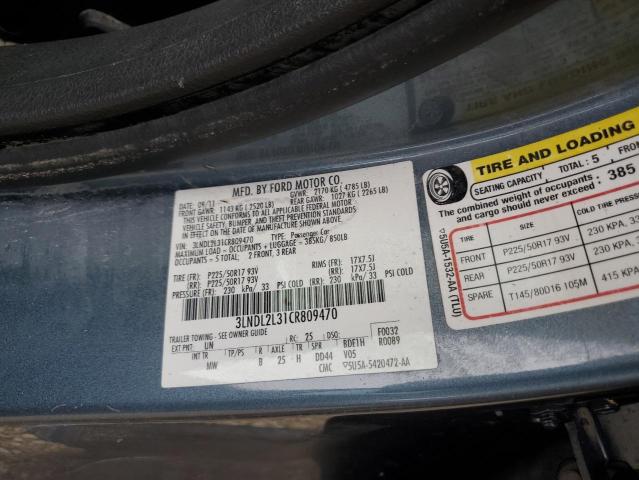 MFD. BY FORD MOTOR CO.
DATE: 09/11 GVWR: 2170 KG (4785 LB)
FRONT GAWR: 1143 KG (2520 LB) REAR GAWR: 1027 KG (2265 LB)
THIS VEHICLE CONFORMS TO ALL APPLICABLE FEDERAL MOTOR
VEHICLE SAFETY, BUMPER, AND THEFT PREVENTION STANDARDS
IN EFFECT ON THE DATE OF MANUFACTURE SHOWN ABOVE.
VIN: 3LNDL2L31CR809470 TYPE: Passenger Car
MAXIMUM LOAD = OCCUPANTS + LUGGAGE = 385KG/ 850LB
OCCUPANTS = 5 TOTAL: 2 FRONT, 3 REAR
TIRE (FR): P225/50R17 93V RIMS (FR): 17X7.5J
(RR): P225/50R17 93V (RR): 17X7.5J
PRESSURE (FR): 230 kPa/ 33 PSI COLD (RR): 230 kPa/ 33 PSI COLD
3LNDL2L31CR809470
TRAILER TOWING - SEE OWNER GUIDE
EXT PNT: UN RC: 25 DSO: F0032
INT TR TP/PS R AXLE TR SPR BDEF1H R0089
MW B 25 H DD44 V05
CMC 5U5A-5420472-AA
TIRE AND LOADING
SEATING CAPACITY, TOTAL: 5 FRON
The combined weight of occupants
and cargo should never exceed: 385
TIRE SIZE COLD TIRE PRESS
FRONT P225/50R17 93V 230 KPA, 33
REAR P225/50R17 93V 230 KPA, 33
SPARE T145/80D16 105M 415 KPA
5U5A-1532-AA (TLU)